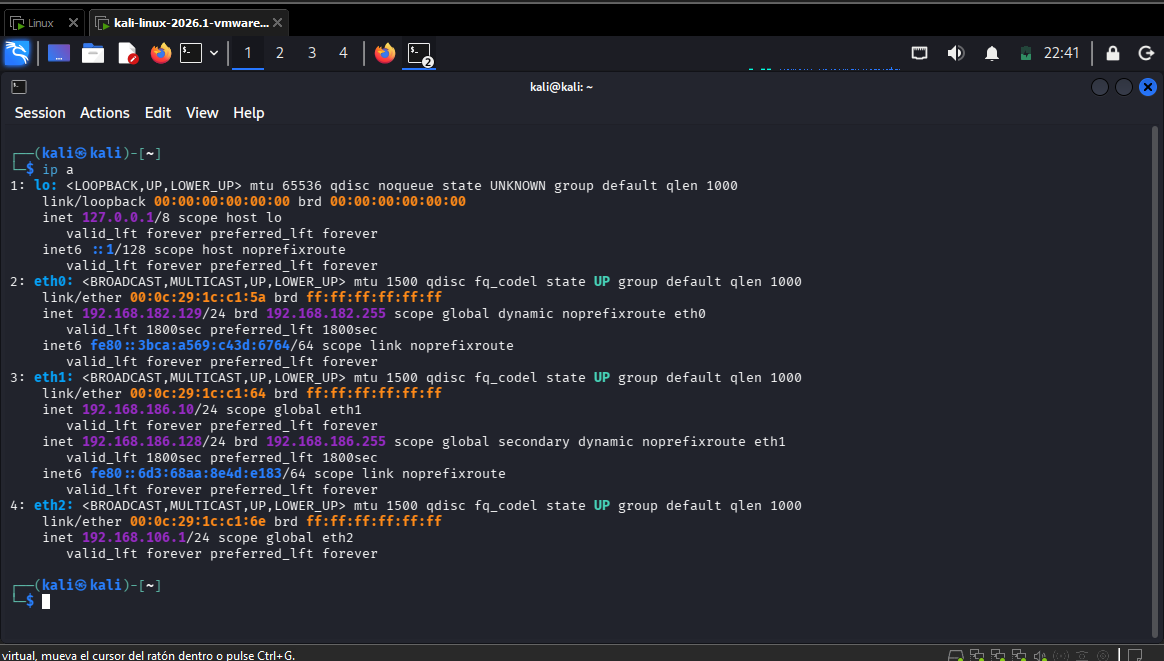 Linux
kali-linux-2026.1-vmware...
1 2 3 4 2 22:41
kali@kali: ~
Session Actions Edit View Help
┌──(kali㉿kali)-[~]
└─$ ip a
1: lo: <LOOPBACK,UP,LOWER_UP> mtu 65536 qdisc noqueue state UNKNOWN group default qlen 1000
link/loopback 00:00:00:00:00:00 brd 00:00:00:00:00:00
inet 127.0.0.1/8 scope host lo
valid_lft forever preferred_lft forever
inet6 ::1/128 scope host noprefixroute
valid_lft forever preferred_lft forever
2: eth0: <BROADCAST,MULTICAST,UP,LOWER_UP> mtu 1500 qdisc fq_codel state UP group default qlen 1000
link/ether 00:0c:29:1c:c1:5a brd ff:ff:ff:ff:ff:ff
inet 192.168.182.129/24 brd 192.168.182.255 scope global dynamic noprefixroute eth0
valid_lft 1800sec preferred_lft 1800sec
inet6 fe80::3bca:a569:c43d:6764/64 scope link noprefixroute
valid_lft forever preferred_lft forever
3: eth1: <BROADCAST,MULTICAST,UP,LOWER_UP> mtu 1500 qdisc fq_codel state UP group default qlen 1000
link/ether 00:0c:29:1c:c1:64 brd ff:ff:ff:ff:ff:ff
inet 192.168.186.10/24 scope global eth1
valid_lft forever preferred_lft forever
inet 192.168.186.128/24 brd 192.168.186.255 scope global secondary dynamic noprefixroute eth1
valid_lft 1800sec preferred_lft 1800sec
inet6 fe80::6d3:68aa:8e4d:e183/64 scope link noprefixroute
valid_lft forever preferred_lft forever
4: eth2: <BROADCAST,MULTICAST,UP,LOWER_UP> mtu 1500 qdisc fq_codel state UP group default qlen 1000
link/ether 00:0c:29:1c:c1:6e brd ff:ff:ff:ff:ff:ff
inet 192.168.106.1/24 scope global eth2
valid_lft forever preferred_lft forever
┌──(kali㉿kali)-[~]
└─$
virtual, mueva el cursor del ratón dentro o pulse Ctrl+G.